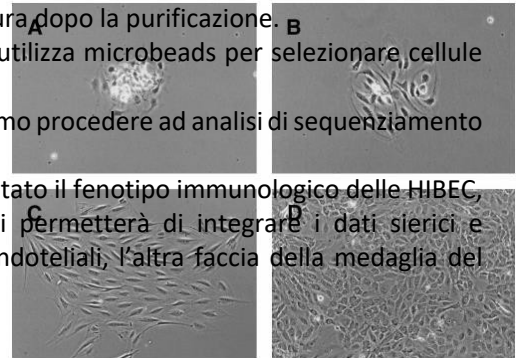 ura dopo la purificazione.
A
B
utilizza microbeads per selezionare cellule
mo procedere ad analisi di sequenziamento
tato il fenotipo immunologico delle HIBEC,
C
D
i permetterà di integrare i dati sierici e
ndoteliali, l'altra faccia della medaglia del